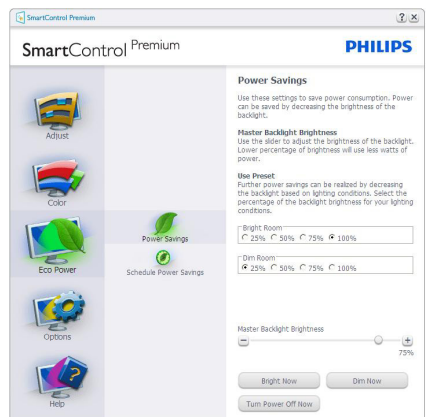 SmartControl Premium
? x
SmartControl Premium
PHILIPS
Adjust
Color
Eco Power
Options
Help
Power Savings
Schedule Power Savings
Power Savings
Use these settings to save power consumption. Power
can be saved by decreasing the brightness of the
backlight.
Master Backlight Brightness
Use the slider to adjust the brightness of the backlight.
Lower percentage of brightness will use less watts of
power.
Use Preset
Further power savings can be realized by decreasing
the backlight based on lighting conditions. Select the
percentage of the backlight brightness for your lighting
conditions.
Bright Room
25% 50% 75% 100%
Dim Room
25% 50% 75% 100%
Master Backlight Brightness
75%
Bright Now Dim Now
Turn Power Off Now